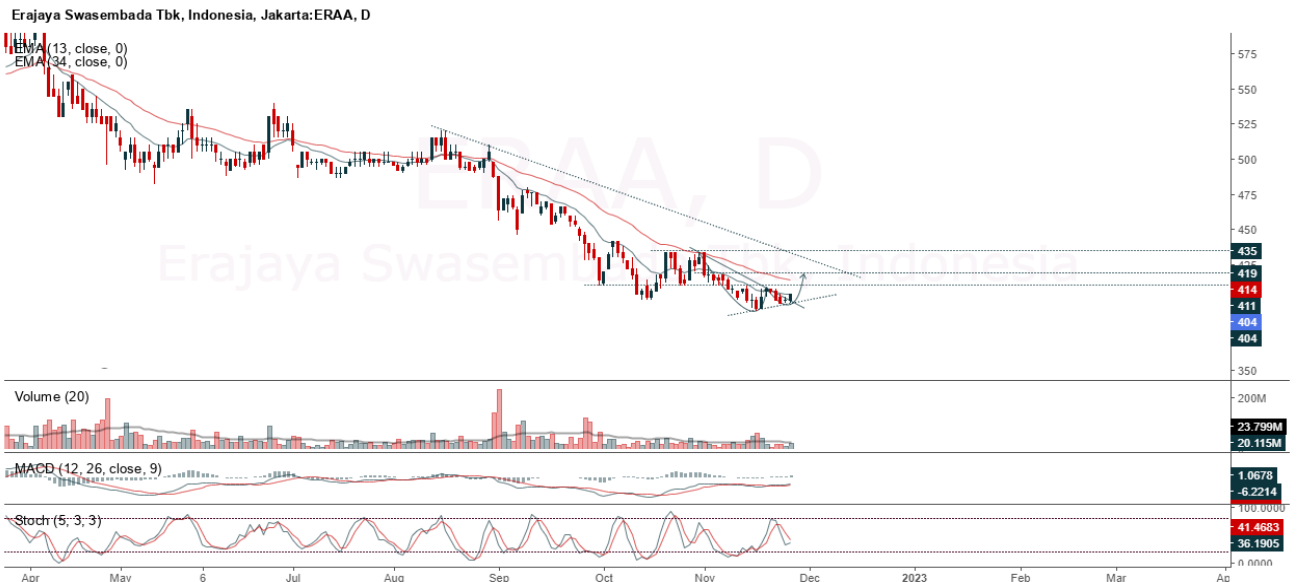 Erajaya Swasembada Tbk, Indonesia, Jakarta:ERAA, D
EMA (13, close, 0)
EMA (34, close, 0)
ERAA, D
Erajaya Swasembada Tbk, Indonesia
575
550
525
500
475
450
435
425
419
414
411
404
404
350
Volume (20)
200M
23.799M
20.115M
MACD (12, 26, close, 9)
1.0678
-6.2214
Stoch (5, 3, 3)
100.0000
41.4683
36.1905
0.0000
Apr May 6 Jul Aug Sep Oct Nov Dec 2023 Feb Mar Ap